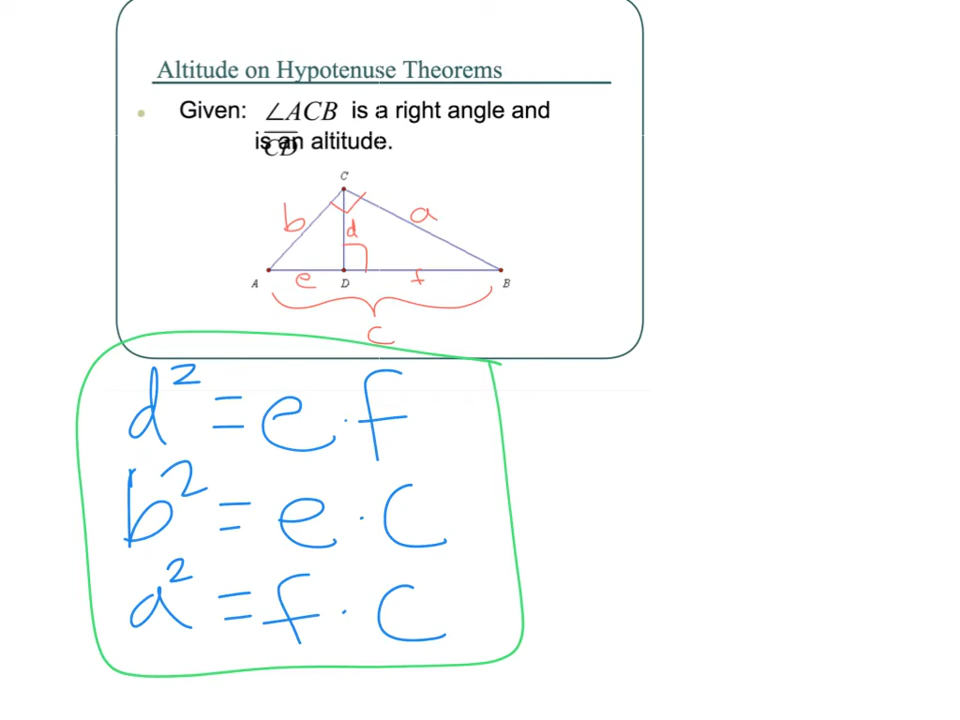 Altitude on Hypotenuse Theorems
Given: ∠ACB is a right angle and
CD is an altitude.
C
b
d
a
A
e
D
f
B
c
d² = e · f
b² = e · c
a² = f · c